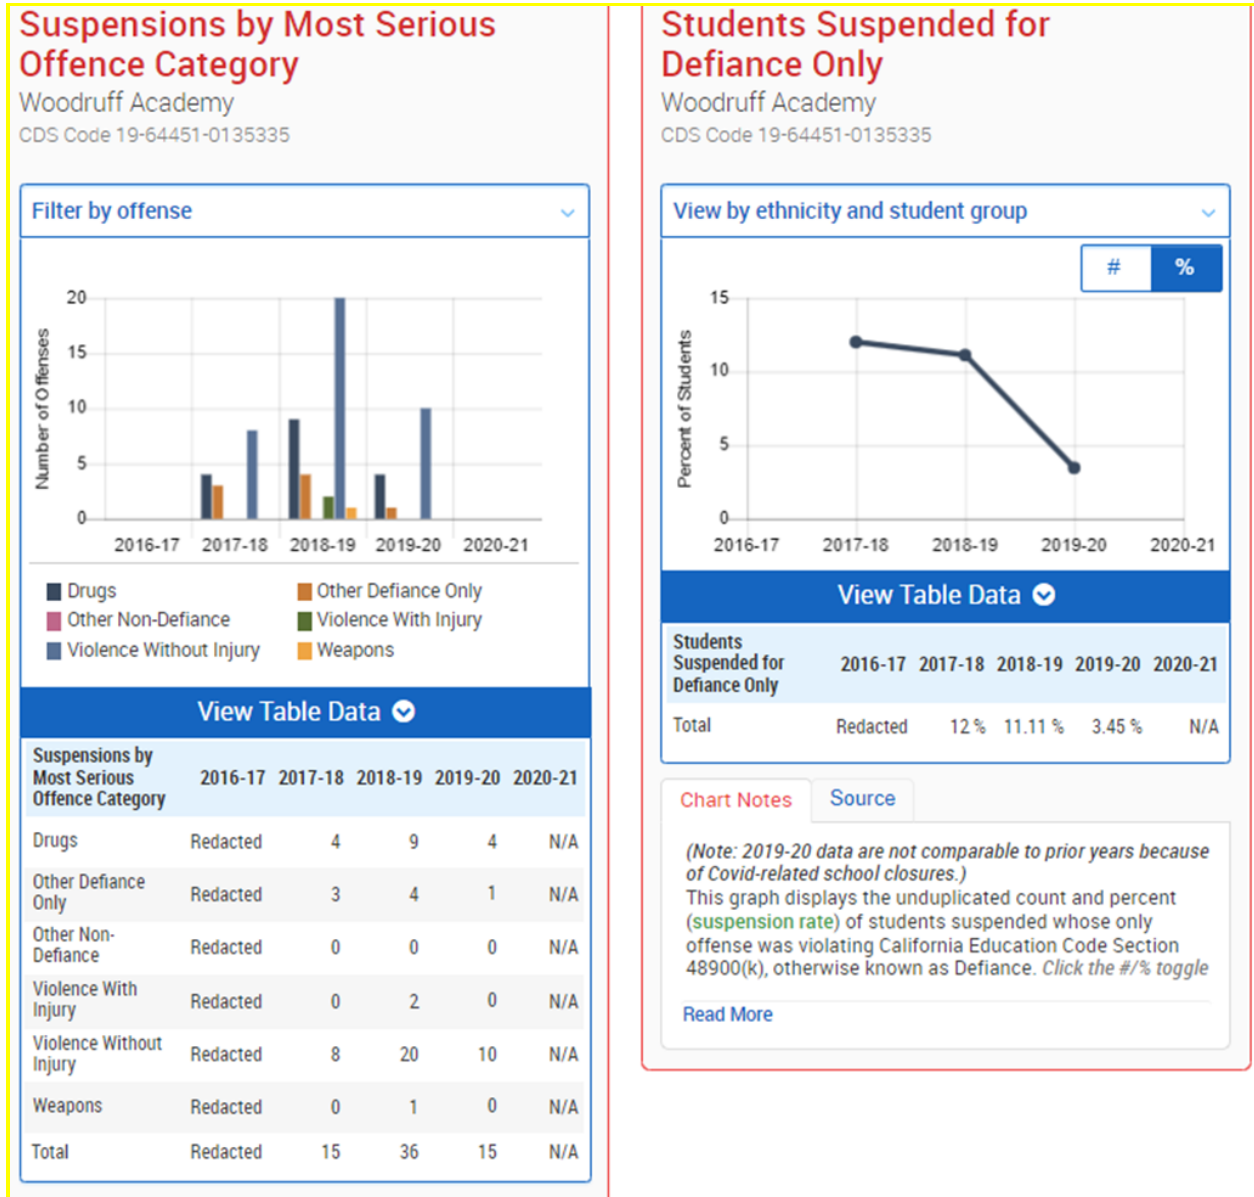 Suspensions by Most Serious
Offence Category
Woodruff Academy
CDS Code 19-64451-0135335
Filter by offense
Number of Offenses
20
15
10
5
0
2016-17 2017-18 2018-19 2019-20 2020-21
Drugs Other Defiance Only
Other Non-Defiance Violence With Injury
Violence Without Injury Weapons
View Table Data
Suspensions by
Most Serious 2016-17 2017-18 2018-19 2019-20 2020-21
Offence Category
Drugs Redacted 4 9 4 N/A
Other Defiance
Only Redacted 3 4 1 N/A
Other Non-
Defiance Redacted 0 0 0 N/A
Violence With
Injury Redacted 0 2 0 N/A
Violence Without
Injury Redacted 8 20 10 N/A
Weapons Redacted 0 1 0 N/A
Total Redacted 15 36 15 N/A
Students Suspended for
Defiance Only
Woodruff Academy
CDS Code 19-64451-0135335
View by ethnicity and student group
# %
Percent of Students
15
10
5
0
2016-17 2017-18 2018-19 2019-20 2020-21
View Table Data
Students
Suspended for 2016-17 2017-18 2018-19 2019-20 2020-21
Defiance Only
Total Redacted 12 % 11.11 % 3.45 % N/A
Chart Notes Source
(Note: 2019-20 data are not comparable to prior years because
of Covid-related school closures.)
This graph displays the unduplicated count and percent
(suspension rate) of students suspended whose only
offense was violating California Education Code Section
48900(k), otherwise known as Defiance. Click the #/% toggle
Read More